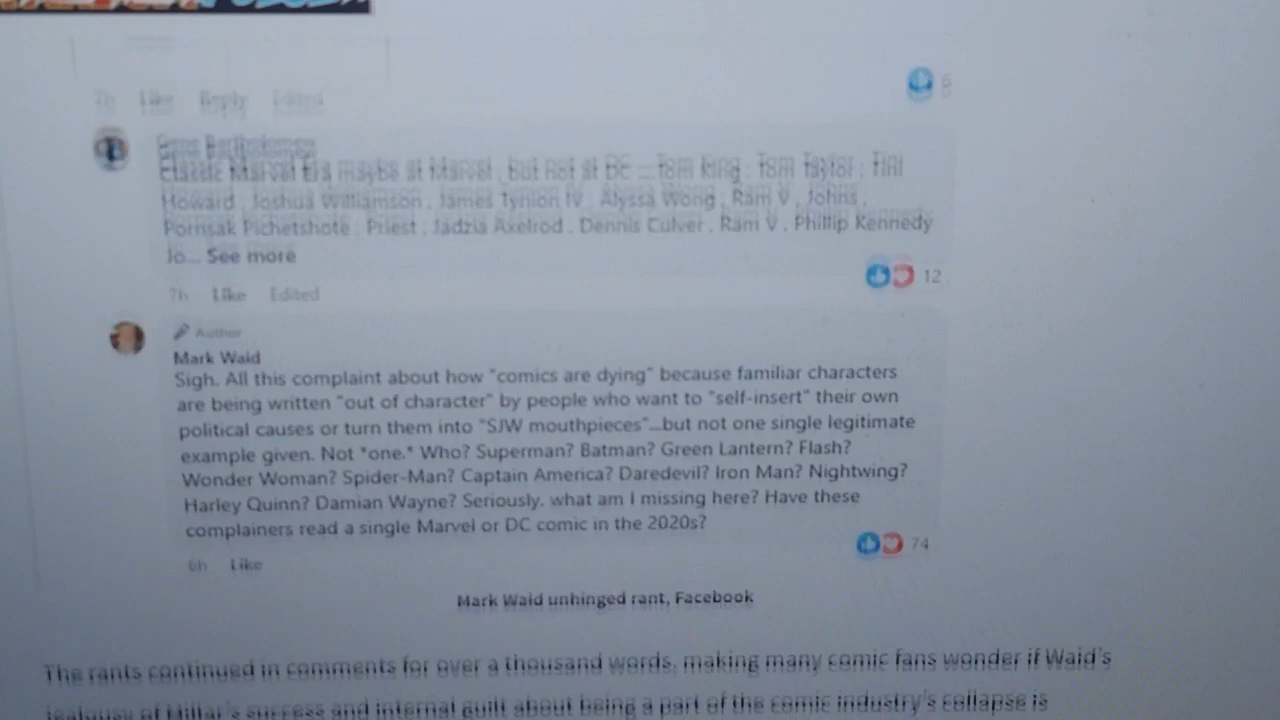 7h Like Reply Edited
6
Classic Marvel Era maybe at Marvel , but not at DC ... Tom King . Tom Taylor . Tini
Howard . Joshua Williamson . James Tynion IV . Alyssa Wong . Ram V . Johns .
Pornsak Pichetshote . Priest . Jadzia Axelrod . Dennis Culver . Ram V . Phillip Kennedy
Jo... See more
12
7h Like Edited
Author
Mark Waid
Sigh. All this complaint about how "comics are dying" because familiar characters
are being written "out of character" by people who want to "self-insert" their own
political causes or turn them into "SJW mouthpieces"...but not one single legitimate
example given. Not *one.* Who? Superman? Batman? Green Lantern? Flash?
Wonder Woman? Spider-Man? Captain America? Daredevil? Iron Man? Nightwing?
Harley Quinn? Damian Wayne? Seriously. what am I missing here? Have these
complainers read a single Marvel or DC comic in the 2020s?
74
6h Like
Mark Waid unhinged rant, Facebook
The rants continued in comments for over a thousand words, making many comic fans wonder if Waid's
jealousy of Millar's success and internal guilt about being a part of the comic industry's collapse is